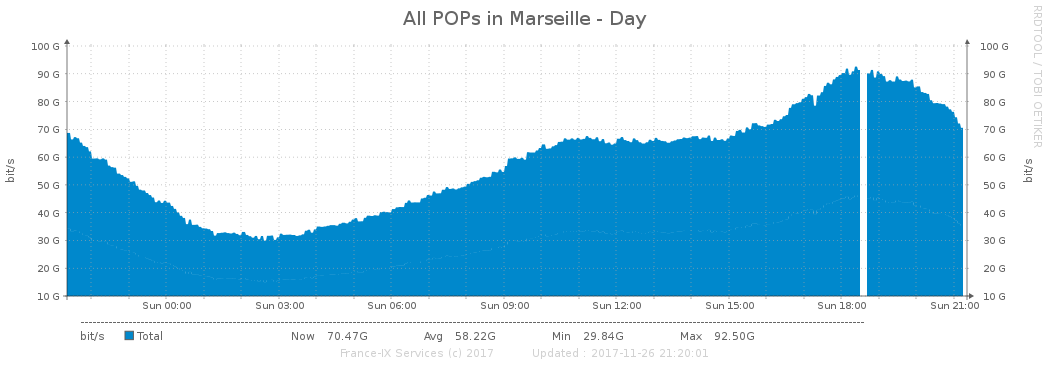 All POPs in Marseille - Day
RRDTOOL / TOBI OETIKER
100 G 100 G
90 G 90 G
80 G 80 G
70 G 70 G
60 G 60 G
50 G 50 G
40 G 40 G
30 G 30 G
20 G 20 G
10 G 10 G
bit/s
bit/s
Sun 00:00 Sun 03:00 Sun 06:00 Sun 09:00 Sun 12:00 Sun 15:00 Sun 18:00 Sun 21:00
bit/s Total Now 70.47G Avg 58.22G Min 29.84G Max 92.50G
France-IX Services (c) 2017 Updated : 2017-11-26 21:20:01